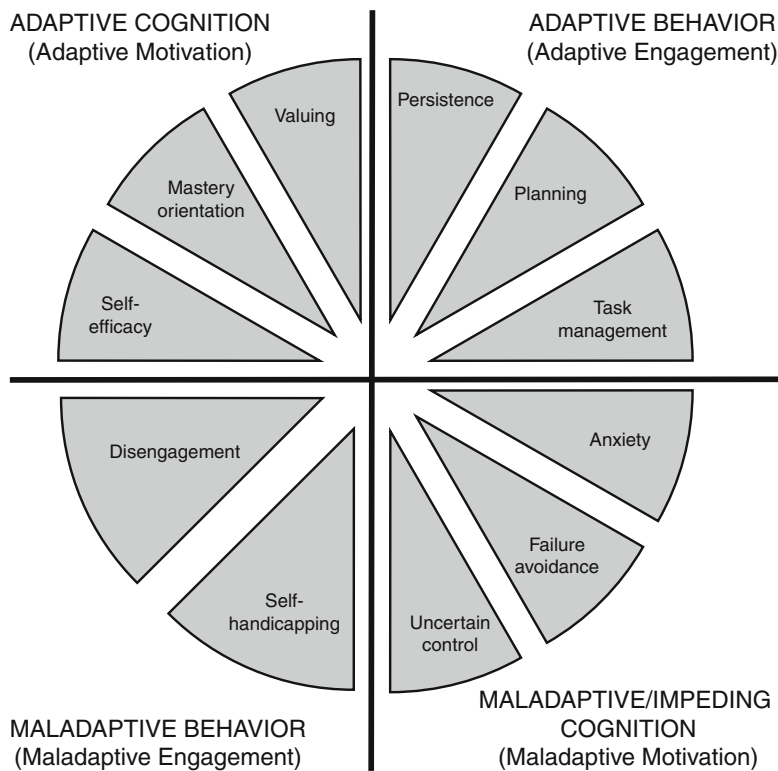 ADAPTIVE COGNITION
(Adaptive Motivation)
ADAPTIVE BEHAVIOR
(Adaptive Engagement)
Valuing
Mastery
orientation
Self-
efficacy
Persistence
Planning
Task
management
Disengagement
Self-
handicapping
Anxiety
Failure
avoidance
Uncertain
control
MALADAPTIVE BEHAVIOR
(Maladaptive Engagement)
MALADAPTIVE/IMPEDING
COGNITION
(Maladaptive Motivation)